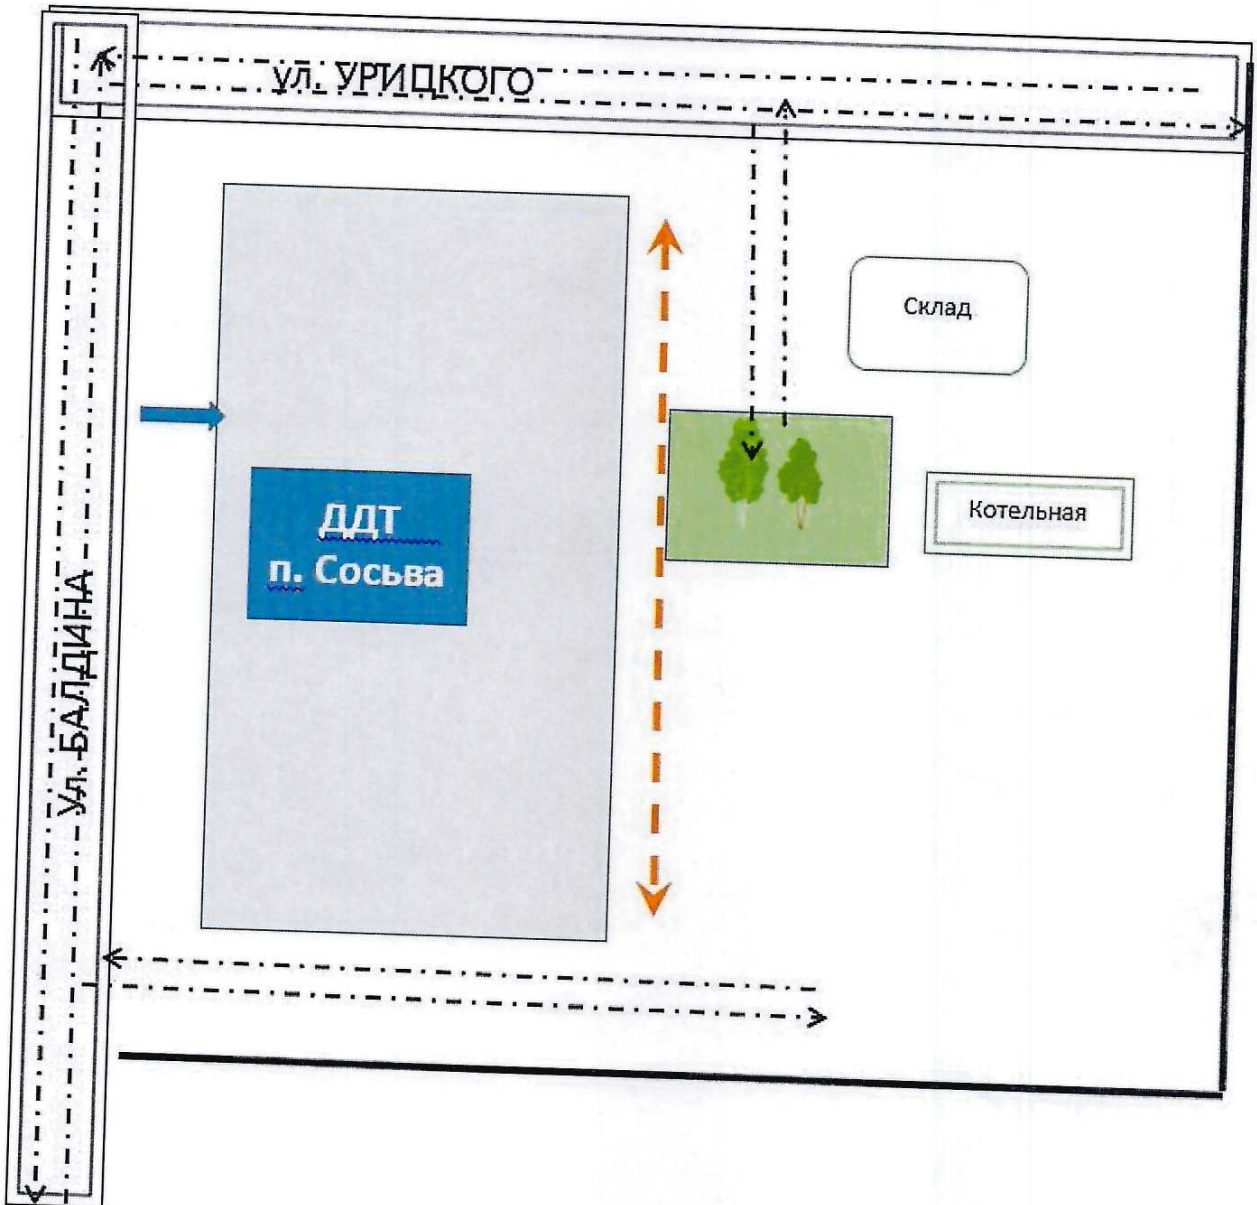 ул. УРИЦКОГО
Склад
ДДТ
п. Сосьва
Котельная
Ул. БАЛДИНА